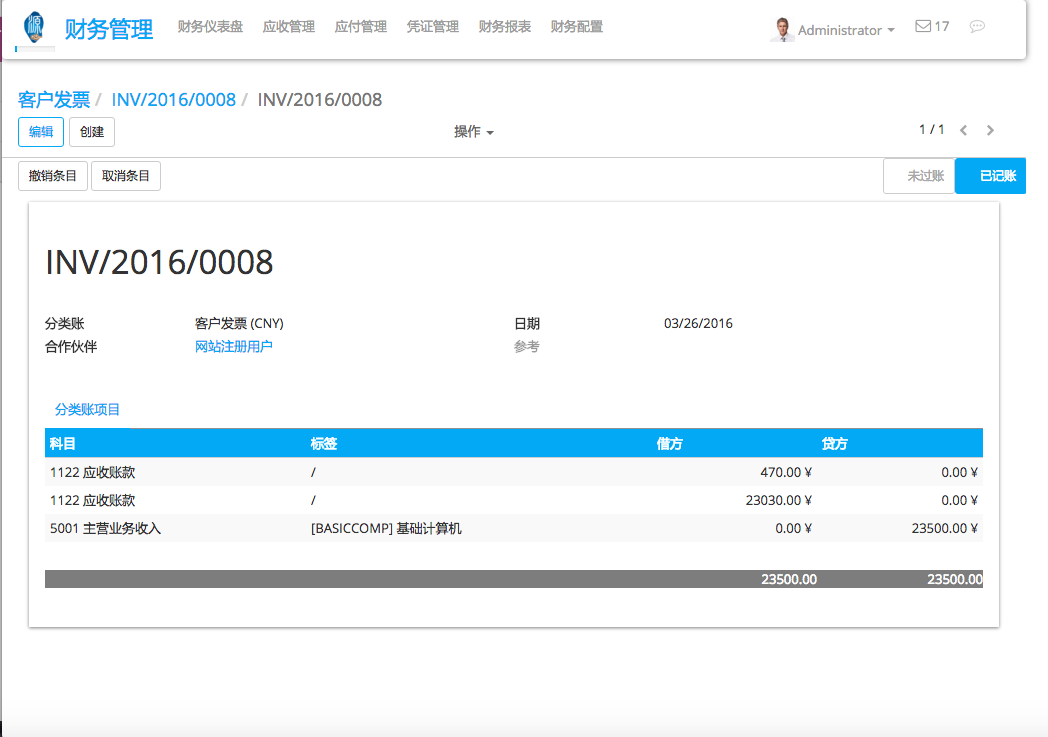 源 财务管理 财务仪表盘 应收管理 应付管理 凭证管理 财务报表 财务配置 Administrator 17
客户发票 / INV/2016/0008 / INV/2016/0008
编辑 创建 操作 1 / 1
撤销条目 取消条目 未过账 已记账
INV/2016/0008
分类账 客户发票 (CNY) 日期 03/26/2016
合作伙伴 网站注册用户 参考
分类账项目
科目 标签 借方 贷方
1122 应收账款 / 470.00 ¥ 0.00 ¥
1122 应收账款 / 23030.00 ¥ 0.00 ¥
5001 主营业务收入 [BASICCOMP] 基础计算机 0.00 ¥ 23500.00 ¥
23500.00 23500.00